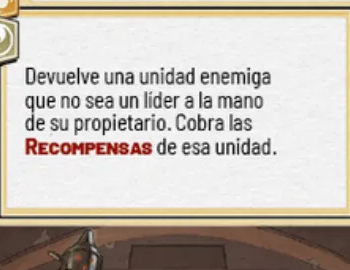 Devuelve una unidad enemiga
que no sea un líder a la mano
de su propietario. Cobra las
RECOMPENSAS de esa unidad.